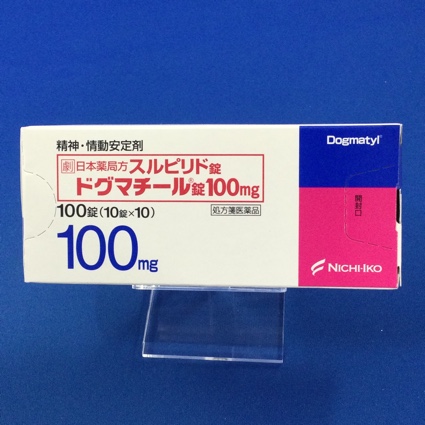 精神・情動安定剤
劇 日本薬局方 スルピリド錠
ドグマチール®錠100mg
100錠(10錠×10)
処方箋医薬品
100mg
Dogmatyl®
開封口
NICHI-IKO